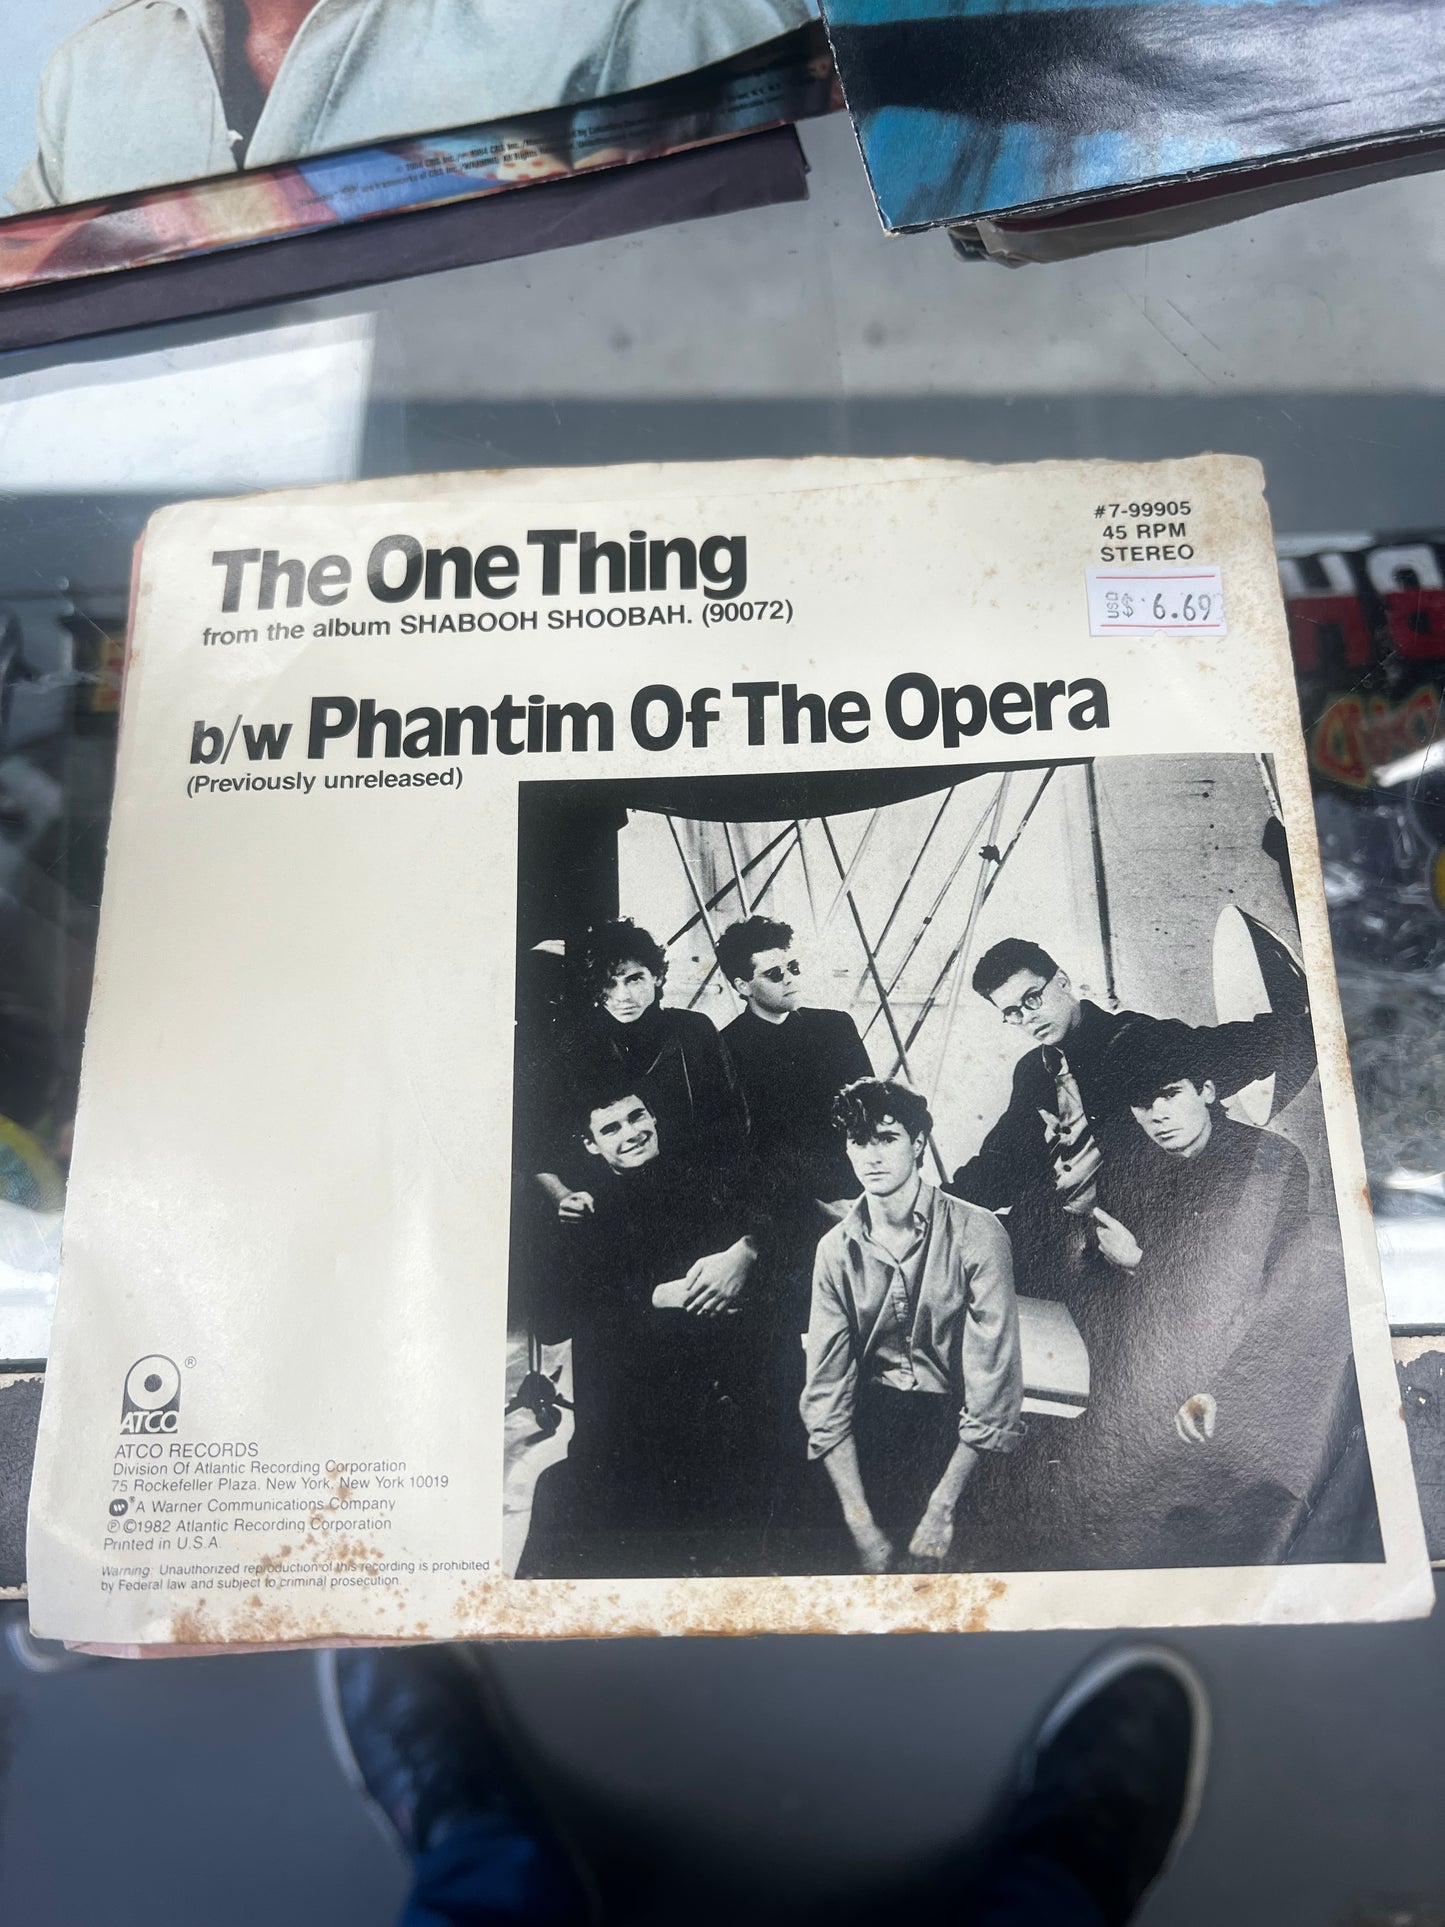 © 1984 CBS Inc./
The One Thing
from the album SHABOOH SHOOBAH. (90072)
#7-99905
45 RPM
STEREO
USD $ 6.69
b/w Phantim Of The Opera
(Previously unreleased)
®
ATCO
ATCO RECORDS
Division Of Atlantic Recording Corporation
75 Rockefeller Plaza, New York, New York 10019
® A Warner Communications Company
℗ ©1982 Atlantic Recording Corporation
Printed in U.S.A.
Warning: Unauthorized reproduction of this recording is prohibited
by Federal law and subject to criminal prosecution.